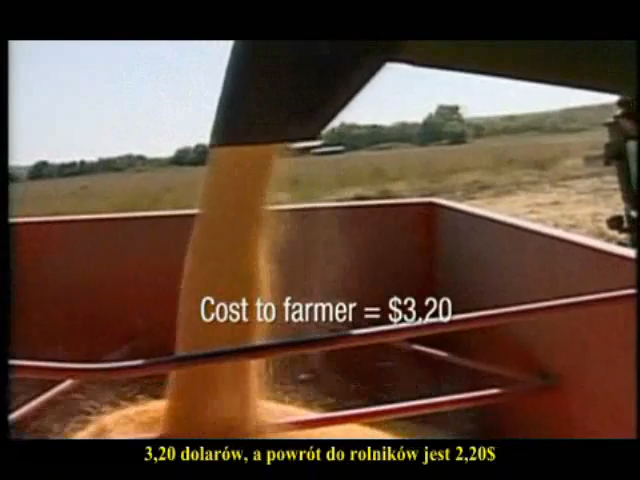 Cost to farmer = $3.20
3,20 dolarów, a powrót do rolników jest 2,20$